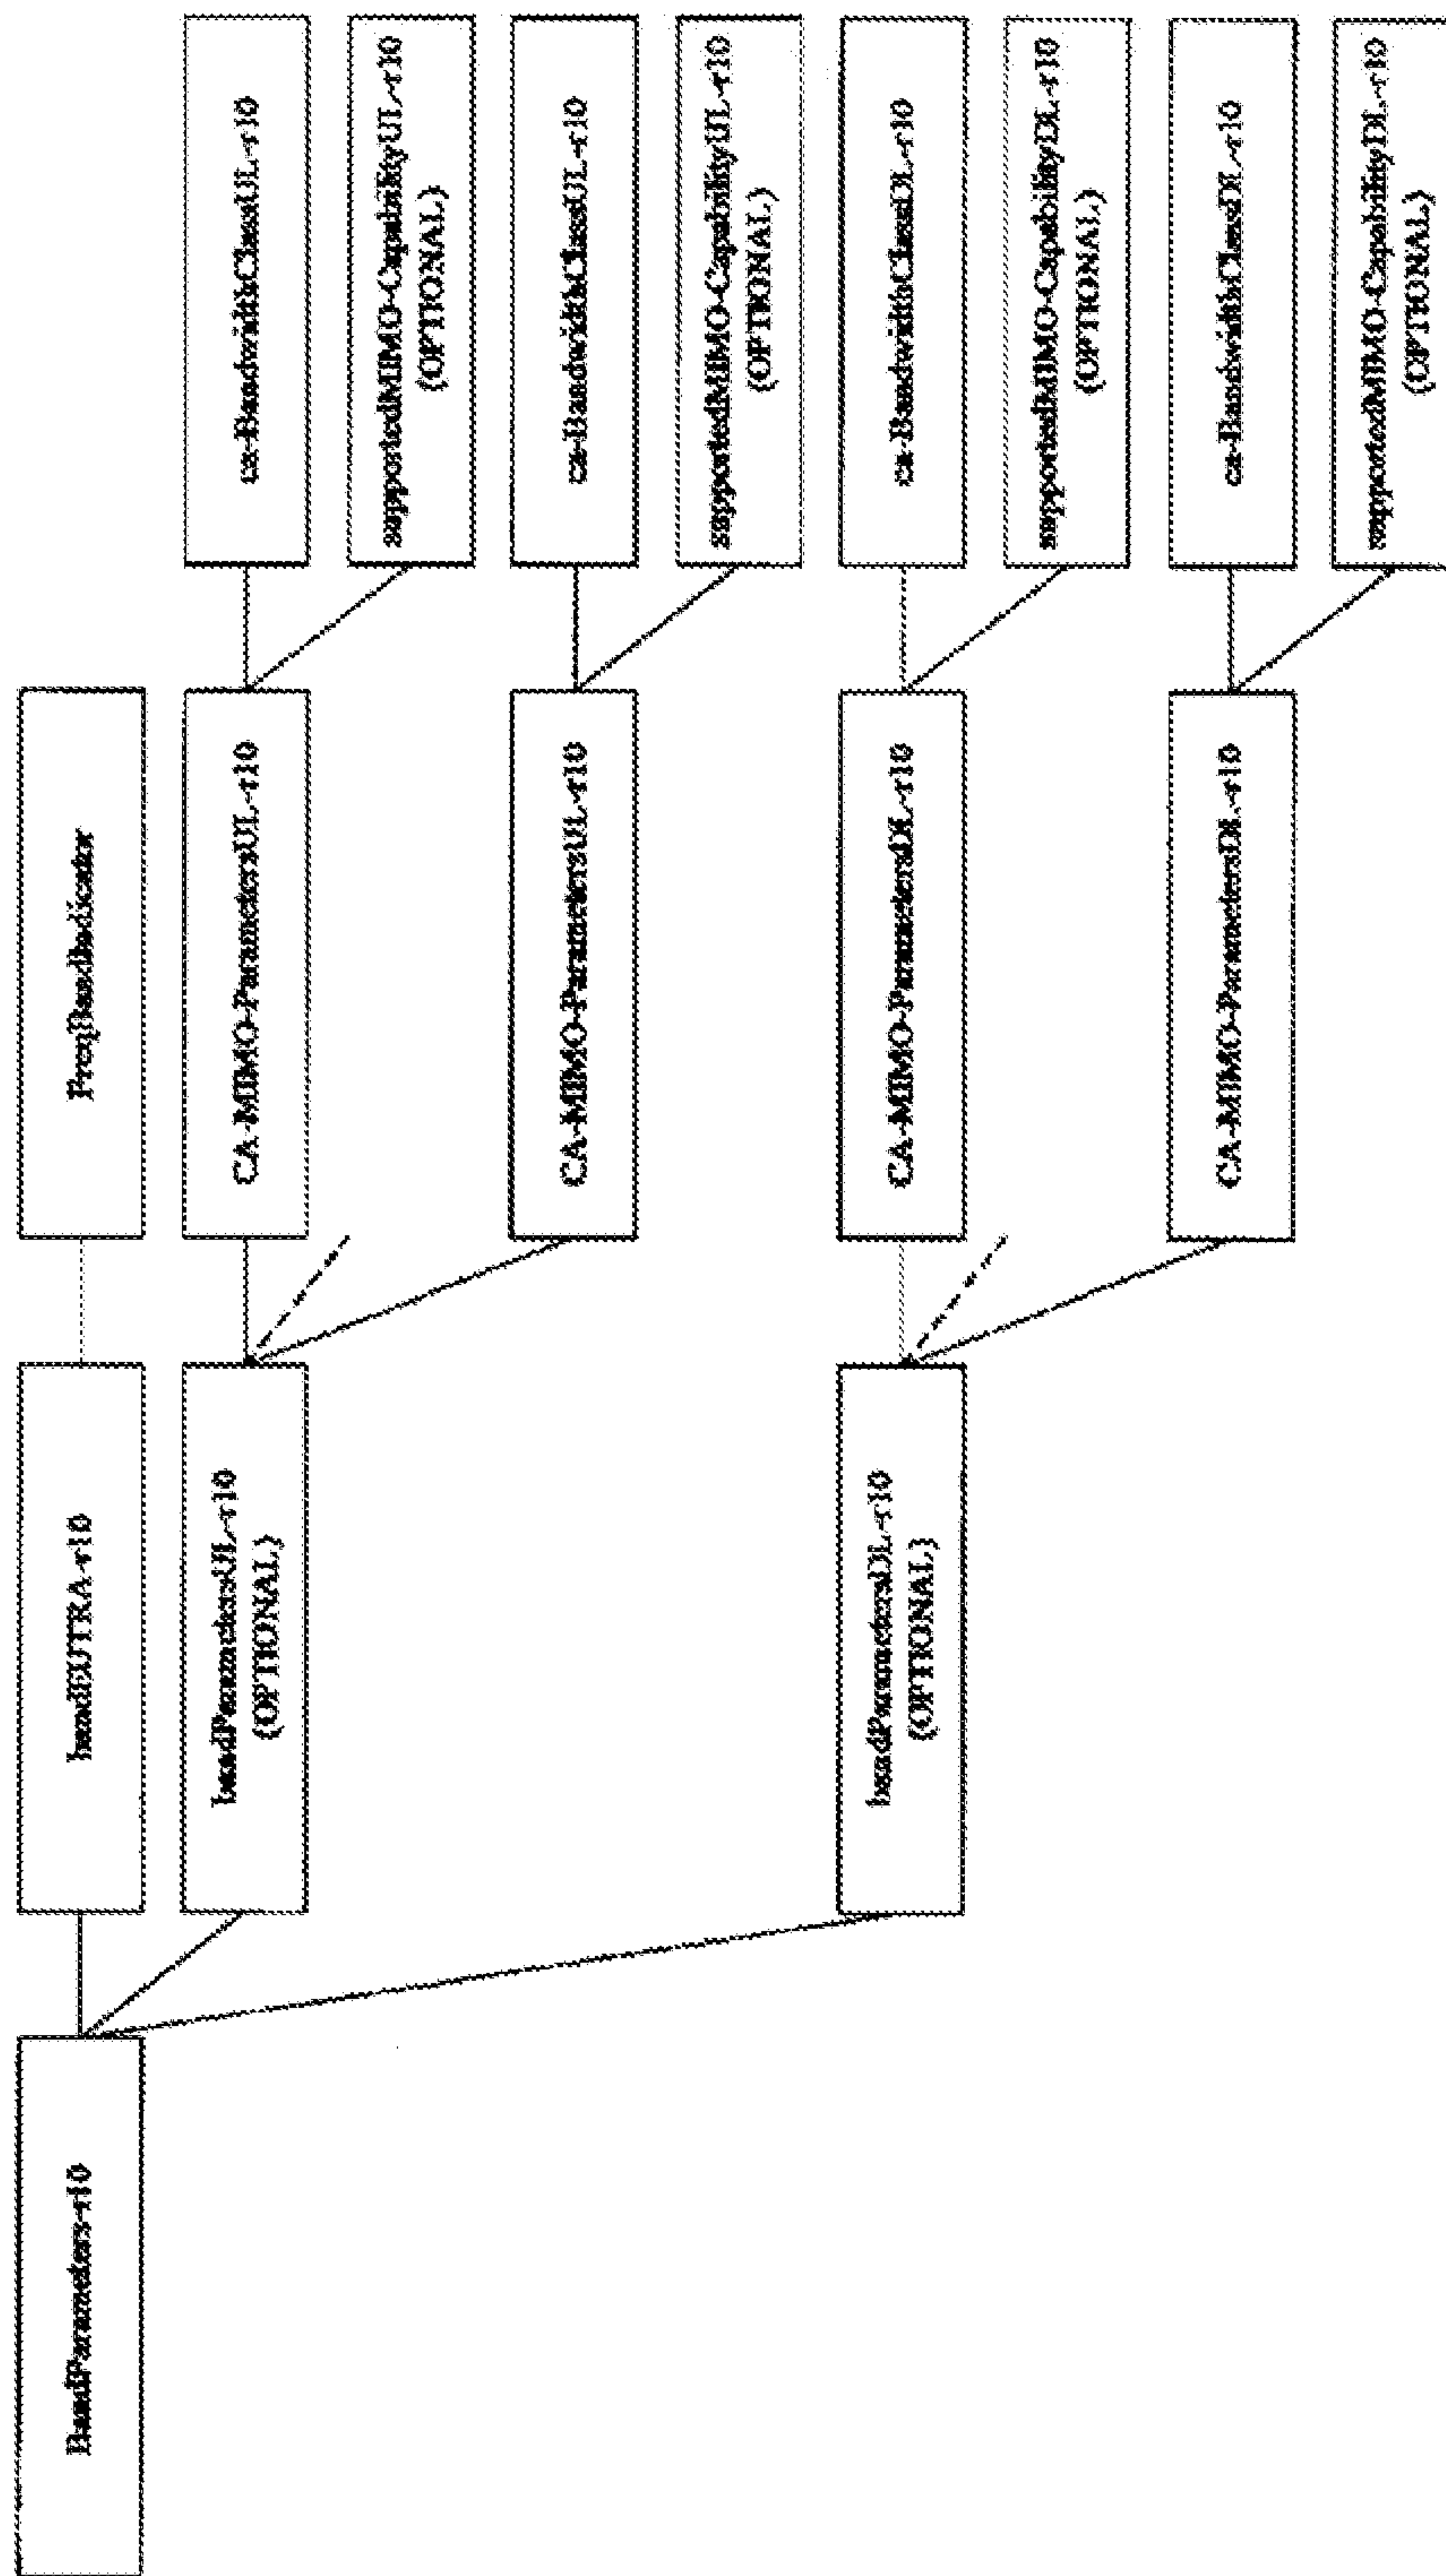 BandParameters-r10
bandEUTRA-r10
FreqBandIndicator
bandParametersUL-r10
(OPTIONAL)
CA-MIMO-ParametersUL-r10
ca-BandwidthClassUL-r10
supportedMIMO-CapabilityUL-r10
(OPTIONAL)
CA-MIMO-ParametersUL-r10
ca-BandwidthClassUL-r10
supportedMIMO-CapabilityUL-r10
(OPTIONAL)
bandParametersDL-r10
(OPTIONAL)
CA-MIMO-ParametersDL-r10
ca-BandwidthClassDL-r10
supportedMIMO-CapabilityDL-r10
(OPTIONAL)
CA-MIMO-ParametersDL-r10
ca-BandwidthClassDL-r10
supportedMIMO-CapabilityDL-r10
(OPTIONAL)